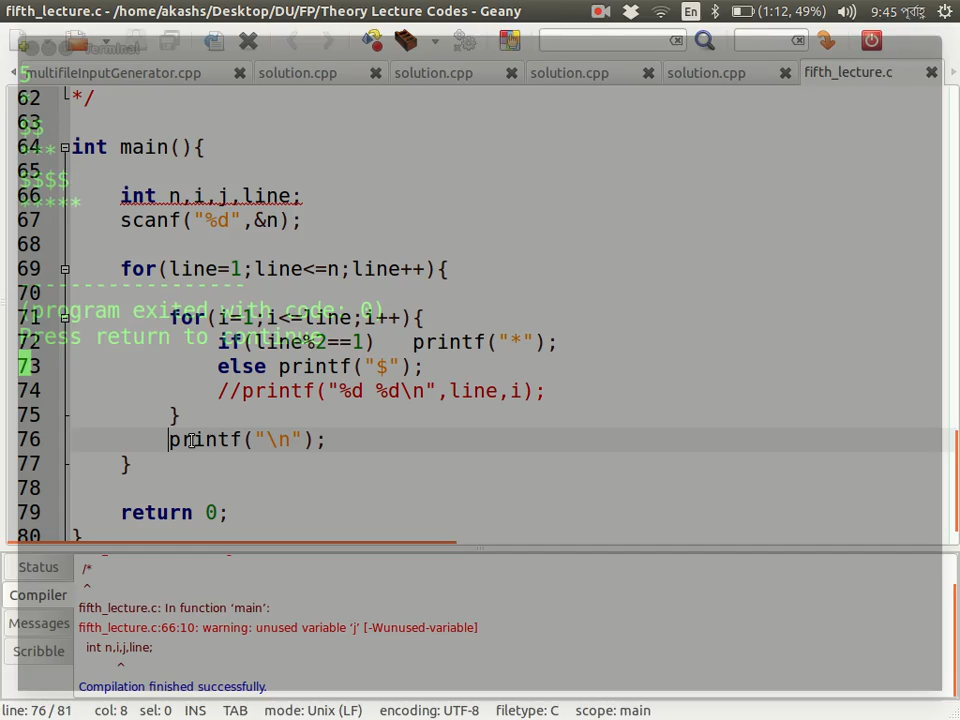 fifth_lecture.c - /home/akashs/Desktop/DU/FP/Theory Lecture Codes - Geany
En
(1:12, 49%)
9:45 পূর্বাহ্ণ
Terminal
multifileInputGenerator.cpp
solution.cpp
solution.cpp
solution.cpp
solution.cpp
fifth_lecture.c
5
*
$$
***
$$$$
*****
------------------
(program exited with code: 0)
Press return to continue
62 */
63
64 int main(){
65
66 int n,i,j,line;
67 scanf("%d",&n);
68
69 for(line=1;line<=n;line++){
70
71 for(i=1;i<=line;i++){
72 if(line%2==1) printf("*");
73 else printf("$");
74 //printf("%d %d\n",line,i);
75 }
76 printf("\n");
77 }
78
79 return 0;
80 }
Status
Compiler
Messages
Scribble
/*
^
fifth_lecture.c: In function ‘main’:
fifth_lecture.c:66:10: warning: unused variable ‘j’ [-Wunused-variable]
int n,i,j,line;
^
Compilation finished successfully.
line: 76 / 81
col: 8
sel: 0
INS
TAB
mode: Unix (LF)
encoding: UTF-8
filetype: C
scope: main